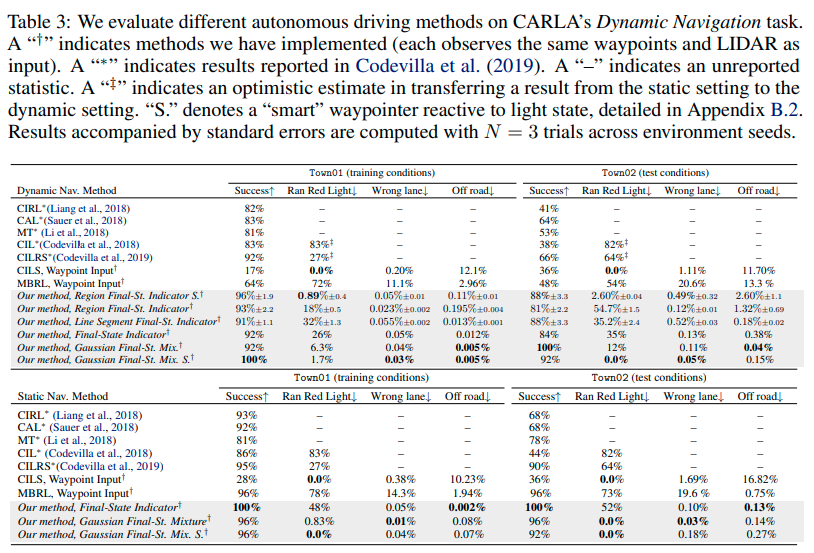 Table 3: We evaluate different autonomous driving methods on CARLA's Dynamic Navigation task.
A “†” indicates methods we have implemented (each observes the same waypoints and LIDAR as
input). A “*” indicates results reported in Codevilla et al. (2019). A “–” indicates an unreported
statistic. A “‡” indicates an optimistic estimate in transferring a result from the static setting to the
dynamic setting. “S.” denotes a “smart” waypointer reactive to light state, detailed in Appendix B.2.
Results accompanied by standard errors are computed with N = 3 trials across environment seeds.
Town01 (training conditions) Town02 (test conditions)
Dynamic Nav. Method Success↑ Ran Red Light↓ Wrong lane↓ Off road↓ Success↑ Ran Red Light↓ Wrong lane↓ Off road↓
CIRL*(Liang et al., 2018) 82% – – – 41% – – –
CAL*(Sauer et al., 2018) 83% – – – 64% – – –
MT* (Li et al., 2018) 81% – – – 53% – – –
CIL*(Codevilla et al., 2018) 83% 83%‡ – – 38% 82%‡ – –
CILRS*(Codevilla et al., 2019) 92% 27%‡ – – 66% 64%‡ – –
CILS, Waypoint Input† 17% 0.0% 0.20% 12.1% 36% 0.0% 1.11% 11.70%
MBRL, Waypoint Input† 64% 72% 11.1% 2.96% 48% 54% 20.6% 13.3 %
Our method, Region Final-St. Indicator S.† 96%±1.9 0.89%±0.4 0.05%±0.01 0.11%±0.01 88%±3.3 2.60%±0.04 0.49%±0.32 2.60%±1.1
Our method, Region Final-St. Indicator† 93%±2.2 18%±0.5 0.023%±0.002 0.195%±0.004 81%±2.2 54.7%±1.5 0.12%±0.01 1.32%±0.69
Our method, Line Segment Final-St. Indicator† 91%±1.1 32%±1.3 0.055%±0.002 0.013%±0.001 88%±3.3 35.2%±2.4 0.52%±0.03 0.18%±0.02
Our method, Final-State Indicator† 92% 26% 0.05% 0.012% 84% 35% 0.13% 0.38%
Our method, Gaussian Final-St. Mix.† 92% 6.3% 0.04% 0.005% 100% 12% 0.11% 0.04%
Our method, Gaussian Final-St. Mix. S.† 100% 1.7% 0.03% 0.005% 92% 0.0% 0.05% 0.15%
Town01 (training conditions) Town02 (test conditions)
Static Nav. Method Success↑ Ran Red Light↓ Wrong lane↓ Off road↓ Success↑ Ran Red Light↓ Wrong lane↓ Off road↓
CIRL* (Liang et al., 2018) 93% – – – 68% – – –
CAL* (Sauer et al., 2018) 92% – – – 68% – – –
MT* (Li et al., 2018) 81% – – – 78% – – –
CIL* (Codevilla et al., 2018) 86% 83% – – 44% 82% – –
CILRS*(Codevilla et al., 2019) 95% 27% – – 90% 64% – –
CILS, Waypoint Input† 28% 0.0% 0.38% 10.23% 36% 0.0% 1.69% 16.82%
MBRL, Waypoint Input† 96% 78% 14.3% 1.94% 96% 73% 19.6 % 0.75%
Our method, Final-State Indicator† 100% 48% 0.05% 0.002% 100% 52% 0.10% 0.13%
Our method, Gaussian Final-St. Mixture† 96% 0.83% 0.01% 0.08% 96% 0.0% 0.03% 0.14%
Our method, Gaussian Final-St. Mix. S.† 96% 0.0% 0.04% 0.07% 92% 0.0% 0.18% 0.27%